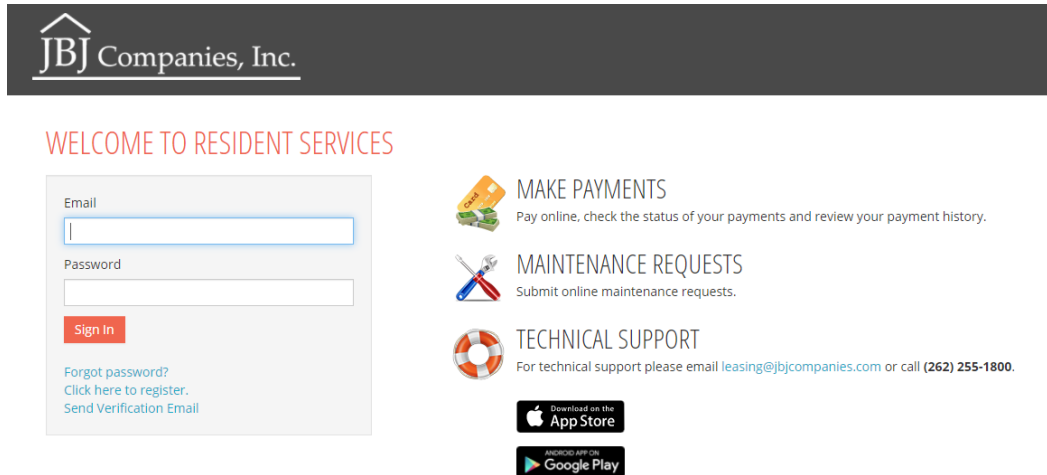 JBJ Companies, Inc.
WELCOME TO RESIDENT SERVICES
Email
Password
Sign In
Forgot password?
Click here to register.
Send Verification Email
Card
MAKE PAYMENTS
Pay online, check the status of your payments and review your payment history.
MAINTENANCE REQUESTS
Submit online maintenance requests.
TECHNICAL SUPPORT
For technical support please email leasing@jbjcompanies.com or call (262) 255-1800.
Download on the
App Store
ANDROID APP ON
Google Play